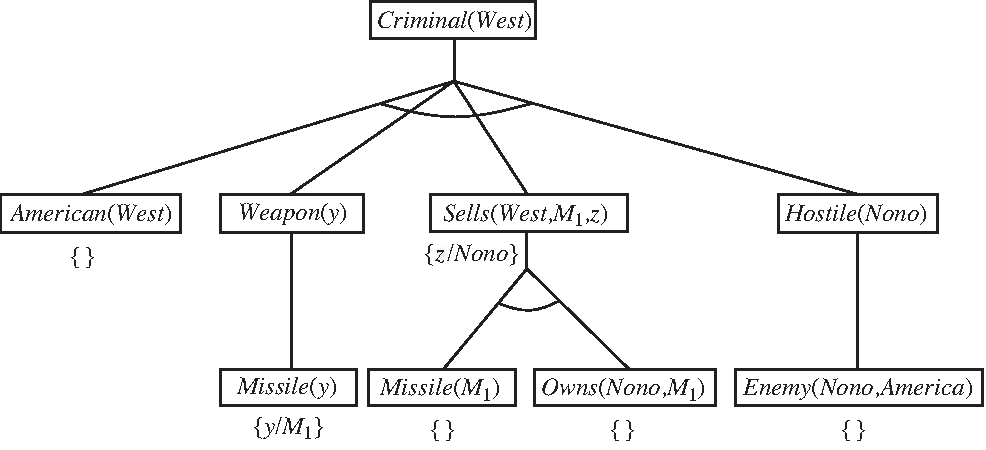 Criminal(West)
American(West) Weapon(y) Sells(West,M₁,z) Hostile(Nono)
{ } {z/Nono}
Missile(y) Missile(M₁) Owns(Nono,M₁) Enemy(Nono,America)
{y/M₁} { } { } { }